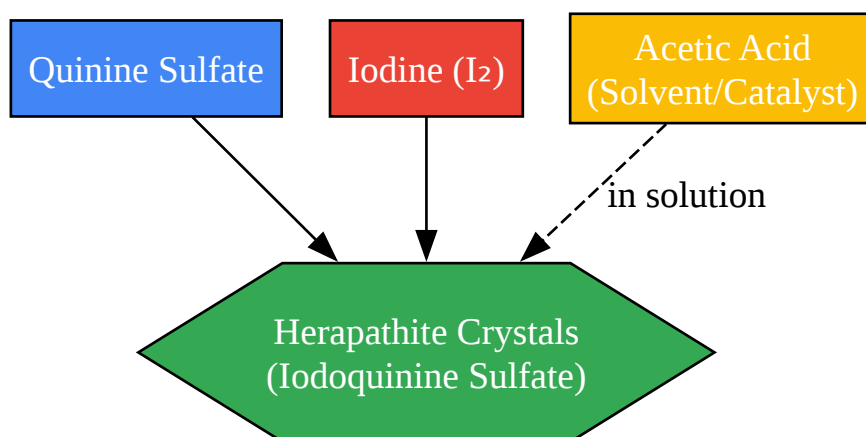 Quinine Sulfate
Iodine (I₂)
Acetic Acid
(Solvent/Catalyst)
in solution
Herapathite Crystals
(Iodoquinine Sulfate)